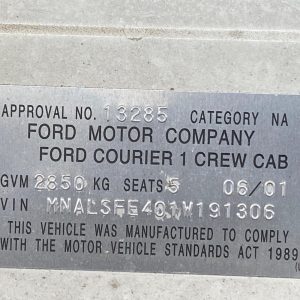 APPROVAL NO. 13285 CATEGORY NA
FORD MOTOR COMPANY
FORD COURIER 1 CREW CAB
GVM 2850 KG SEATS 5 06/01
VIN MNALSFE401W191306
THIS VEHICLE WAS MANUFACTURED TO COMPLY
WITH THE MOTOR VEHICLE STANDARDS ACT 1989